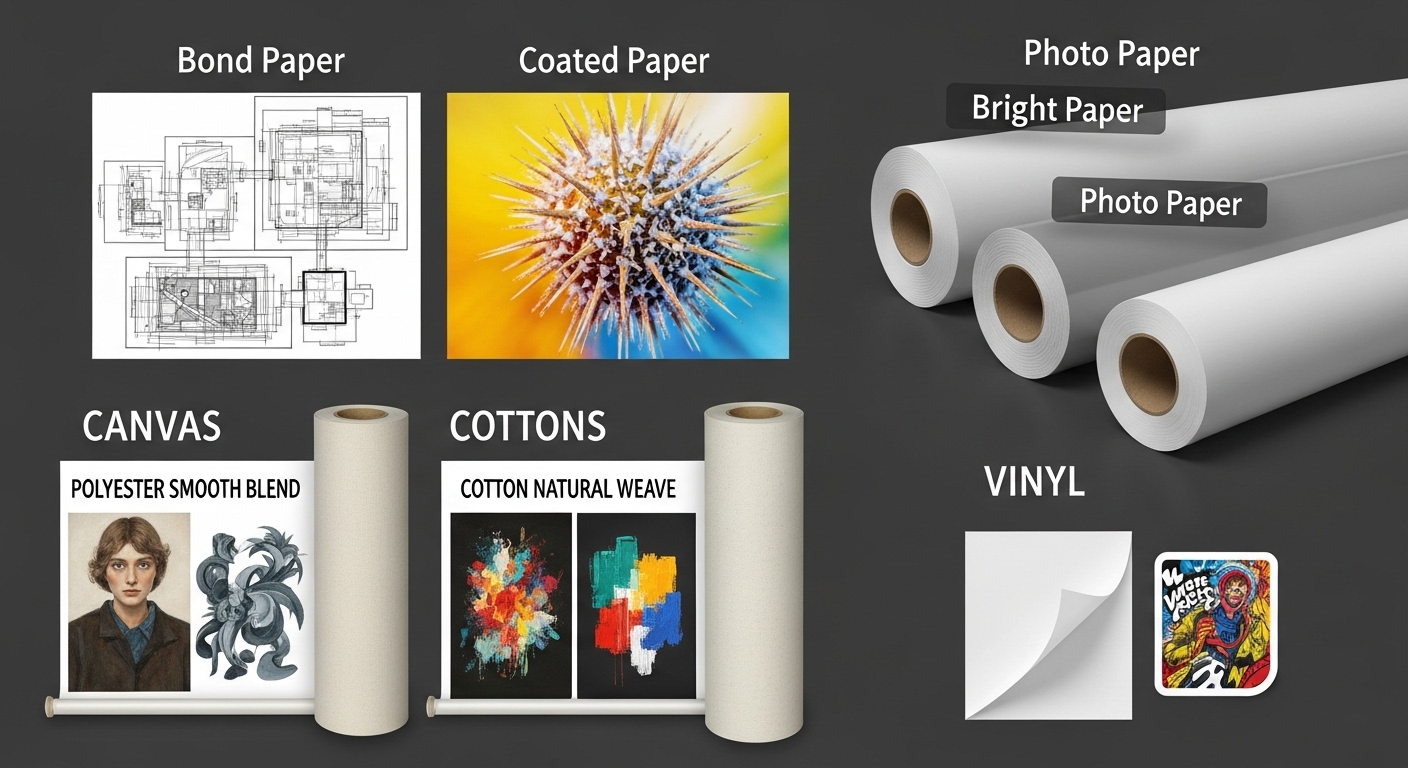 Bond Paper
Coated Paper
Photo Paper
Bright Paper
Photo Paper
CANVAS
COTTONS
POLYESTER SMOOTH BLEND
COTTON NATURAL WEAVE
VINYL